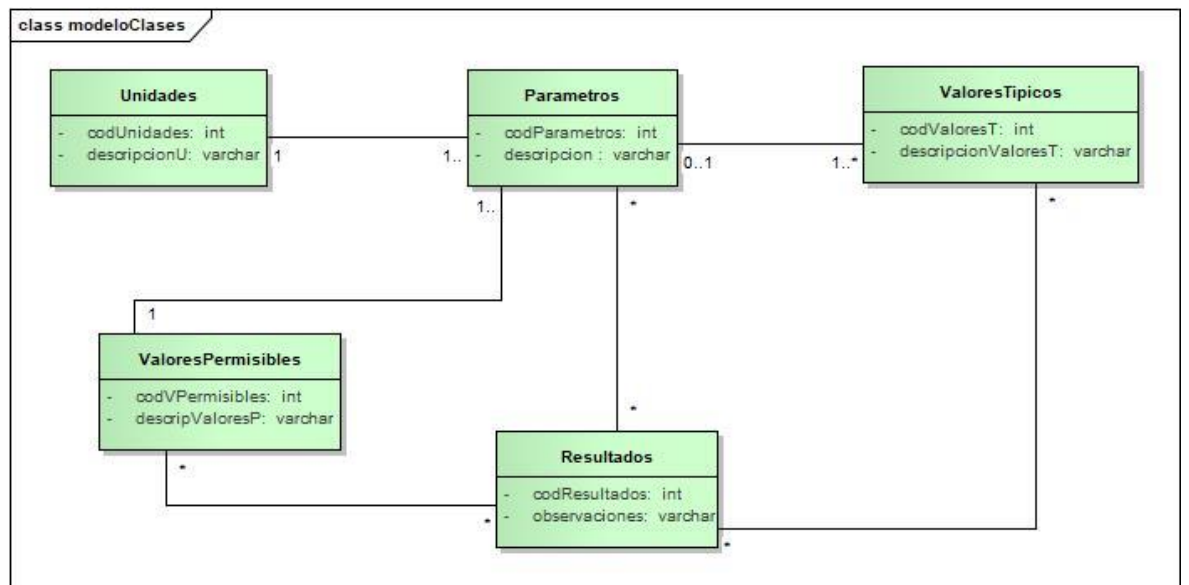 class modeloClases
Unidades
- codUnidades: int
- descripcionU: varchar
Parametros
- codParametros: int
- descripcion : varchar
ValoresTipicos
- codValoresT: int
- descripcionValoresT: varchar
1
1..
0..1
1..*
1..
*
*
1
ValoresPermisibles
- codVPermisibles: int
- descripValoresP: varchar
*
Resultados
- codResultados: int
- observaciones: varchar
*
*
*